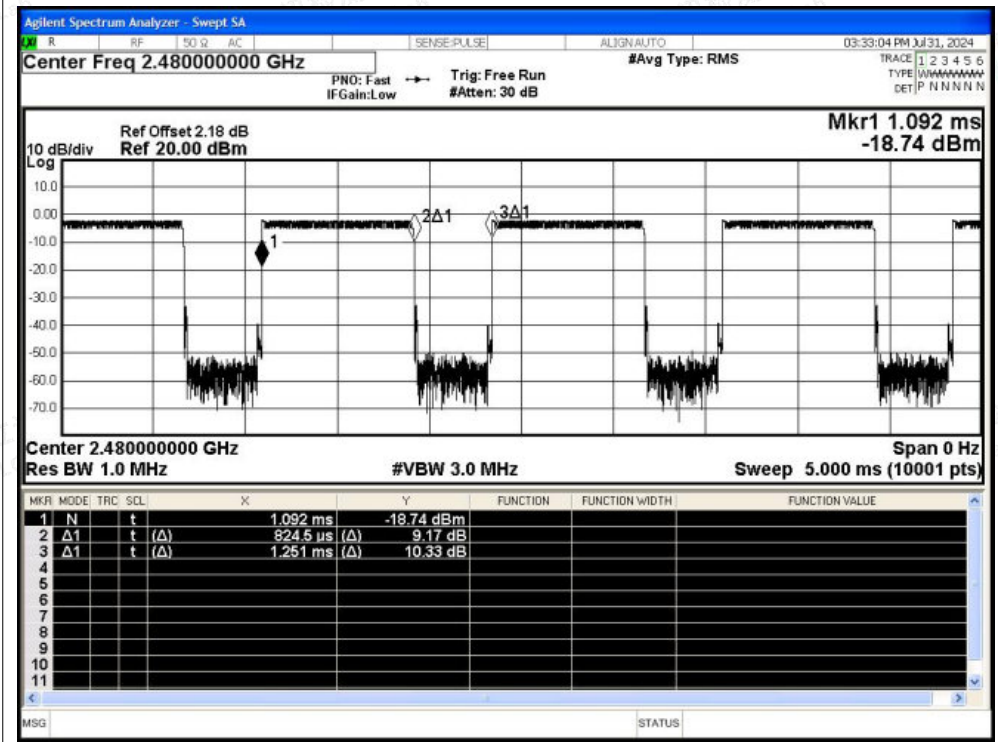 Agilent Spectrum Analyzer - Swept SA
LXI R RF 50 Ω AC SENSE:PULSE ALIGNAUTO 03:33:04 PM Jul 31, 2024
Center Freq 2.480000000 GHz #Avg Type: RMS TRACE 1 2 3 4 5 6
PNO: Fast Trig: Free Run TYPE WWWWWW
IFGain:Low #Atten: 30 dB DET P N N N N N
Mkr1 1.092 ms
Ref Offset 2.18 dB
10 dB/div Ref 20.00 dBm -18.74 dBm
Log
10.0
0.00
2Δ1 3Δ1
-10.0
1
-20.0
-30.0
-40.0
-50.0
-60.0
-70.0
Center 2.480000000 GHz Span 0 Hz
Res BW 1.0 MHz #VBW 3.0 MHz Sweep 5.000 ms (10001 pts)
MKR MODE TRC SCL X Y FUNCTION FUNCTION WIDTH FUNCTION VALUE
1 N t 1.092 ms -18.74 dBm
2 Δ1 t (Δ) 824.5 µs (Δ) 9.17 dB
3 Δ1 t (Δ) 1.251 ms (Δ) 10.33 dB
4
5
6
7
8
9
10
11
MSG STATUS